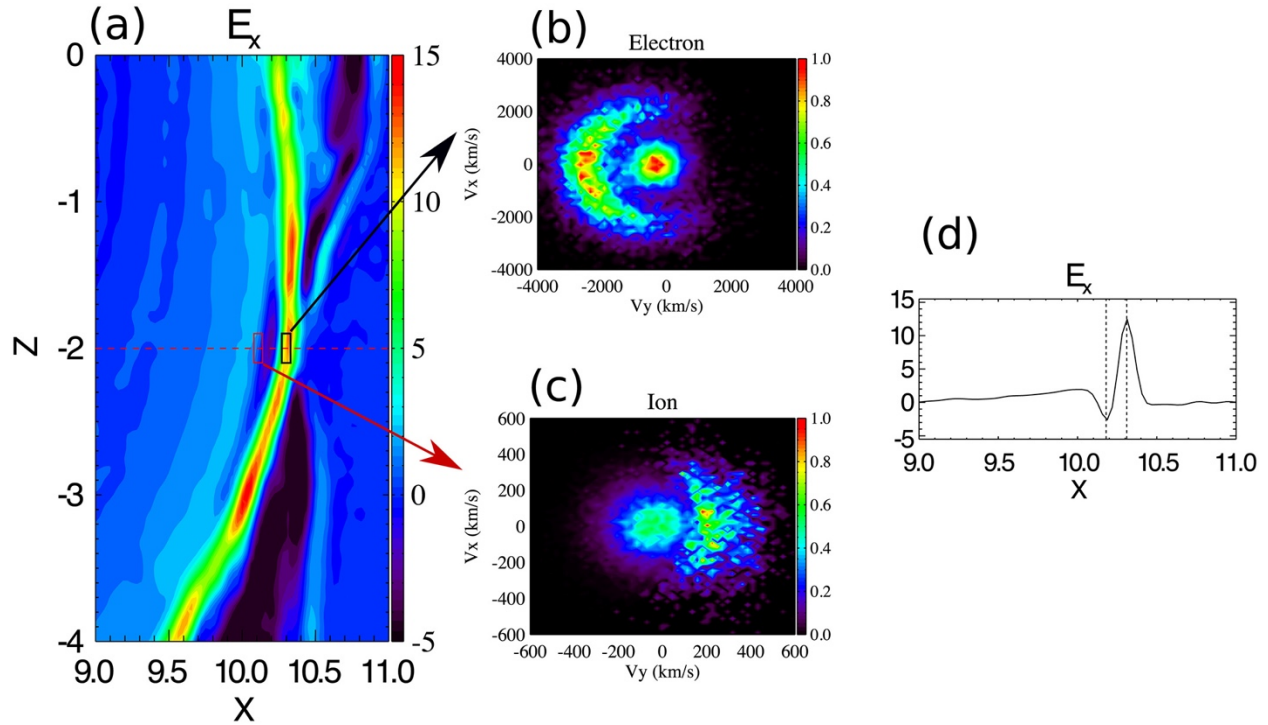 (a)
E_x
0
-1
-2
-3
-4
Z
9.0 9.5 10.0 10.5 11.0
X
15
10
5
0
-5
(b)
Electron
4000
2000
0
-2000
-4000
Vx (km/s)
-4000 -2000 0 2000 4000
Vy (km/s)
1.0
0.8
0.6
0.4
0.2
0.0
(c)
Ion
600
400
200
0
-200
-400
-600
Vx (km/s)
-600 -400 -200 0 200 400 600
Vy (km/s)
1.0
0.8
0.6
0.4
0.2
0.0
(d)
E_x
15
10
5
0
-5
9.0 9.5 10.0 10.5 11.0
X